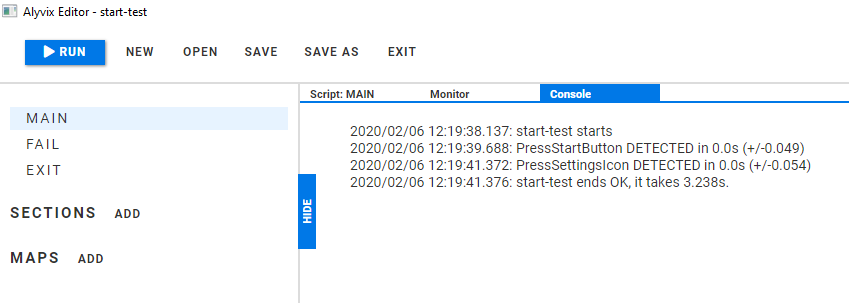 Alyvix Editor - start-test
RUN NEW OPEN SAVE SAVE AS EXIT
Script: MAIN Monitor Console
MAIN
FAIL
EXIT
SECTIONS ADD
MAPS ADD
HIDE
2020/02/06 12:19:38.137: start-test starts
2020/02/06 12:19:39.688: PressStartButton DETECTED in 0.0s (+/-0.049)
2020/02/06 12:19:41.372: PressSettingsIcon DETECTED in 0.0s (+/-0.054)
2020/02/06 12:19:41.376: start-test ends OK, it takes 3.238s.